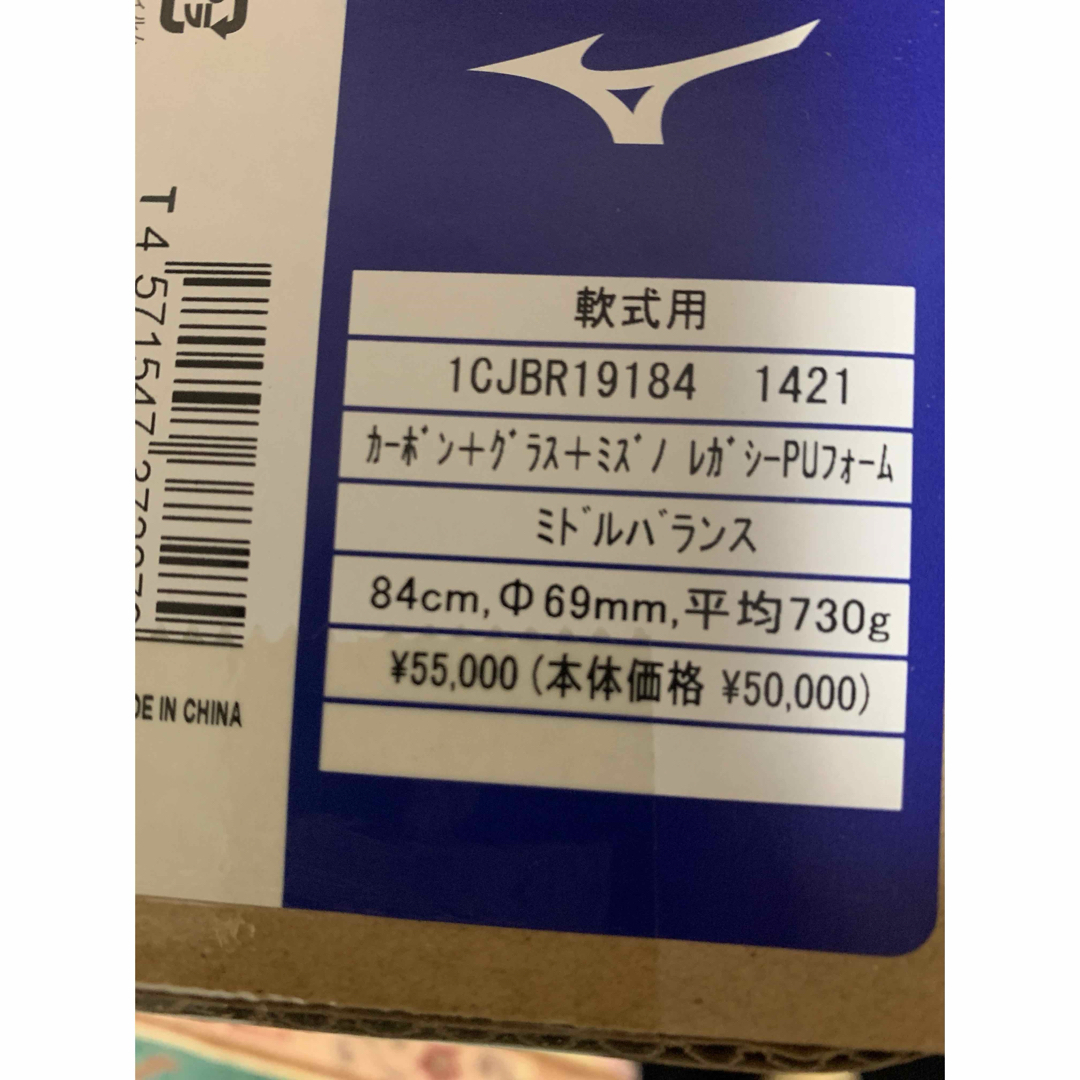 軟式用
1CJBR19184 1421
ｶｰﾎﾞﾝ＋ｸﾞﾗｽ＋ﾐｽﾞﾉ ﾚｶﾞｼｰPUﾌｫｰﾑ
ﾐﾄﾞﾙﾊﾞﾗﾝｽ
84cm,Φ69mm,平均730g
¥55,000 (本体価格 ¥50,000)
T 4 571547
IN CHINA